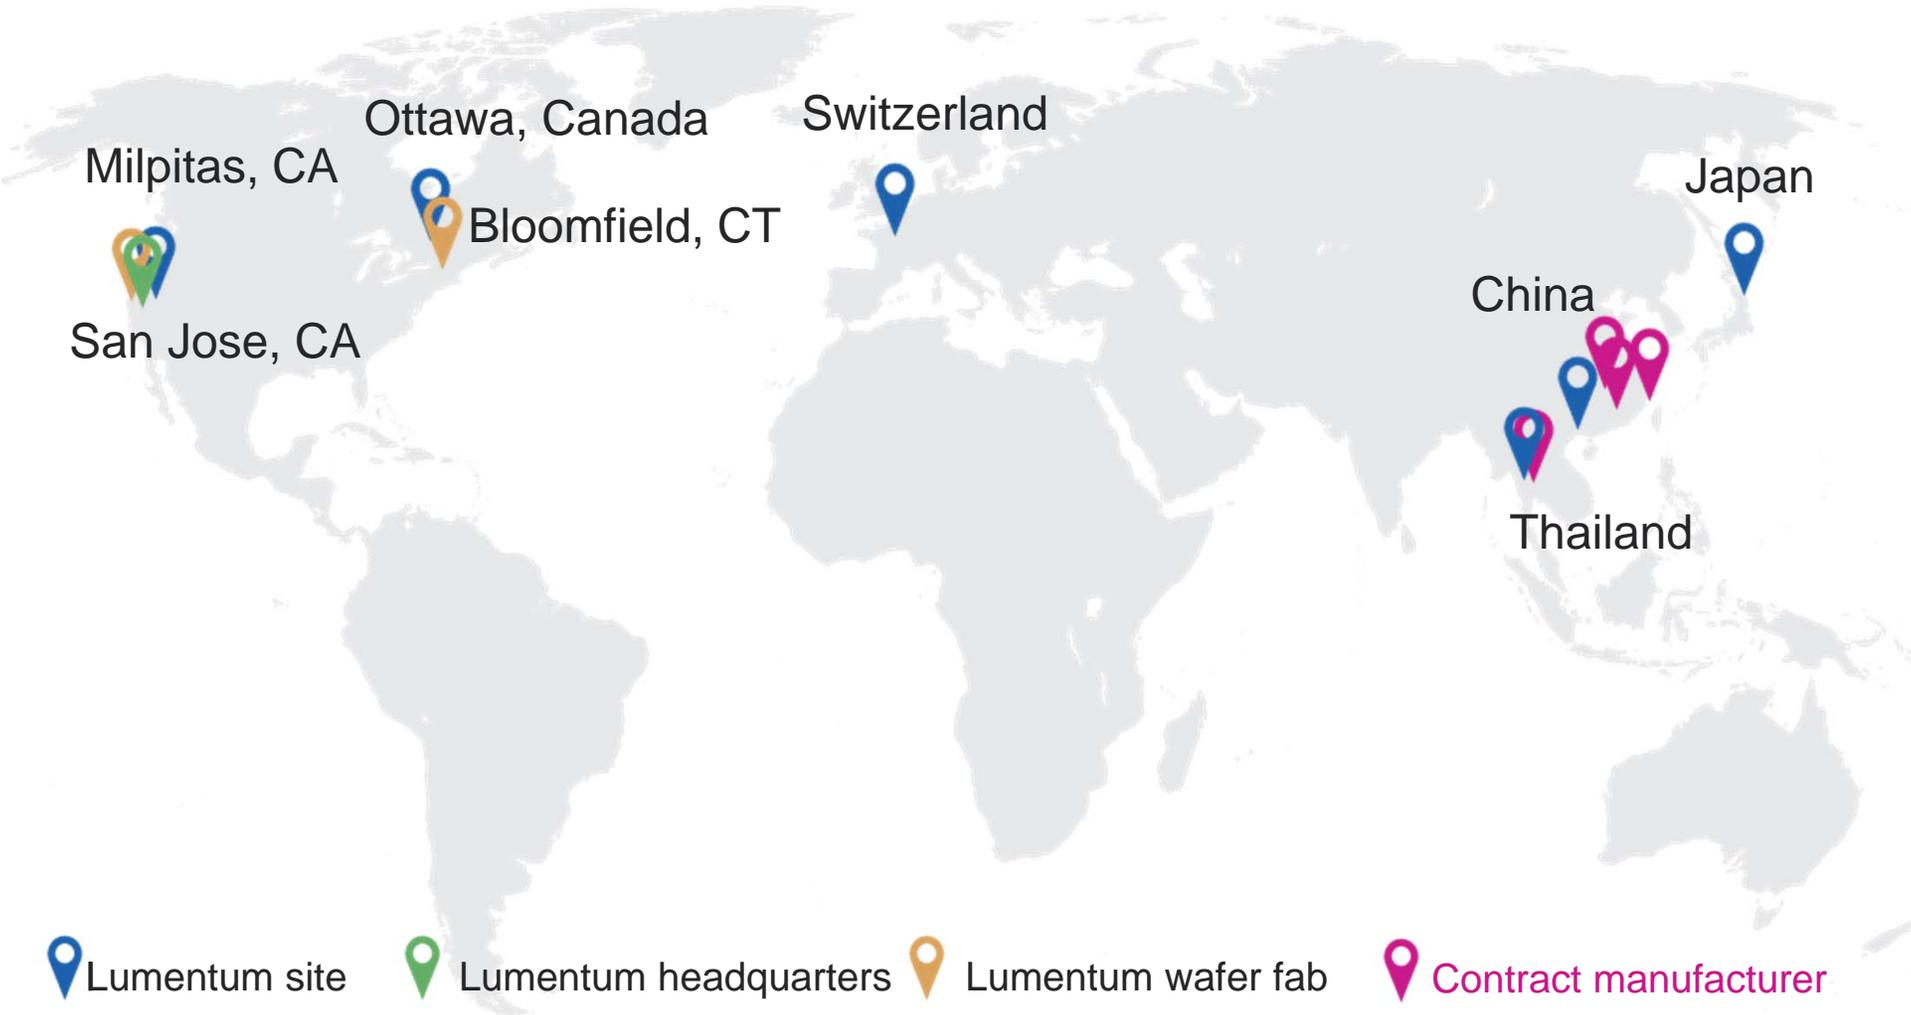 Ottawa, Canada
Switzerland
Milpitas, CA
Japan
Bloomfield, CT
China
San Jose, CA
Thailand
Lumentum site
Lumentum headquarters
Lumentum wafer fab
Contract manufacturer